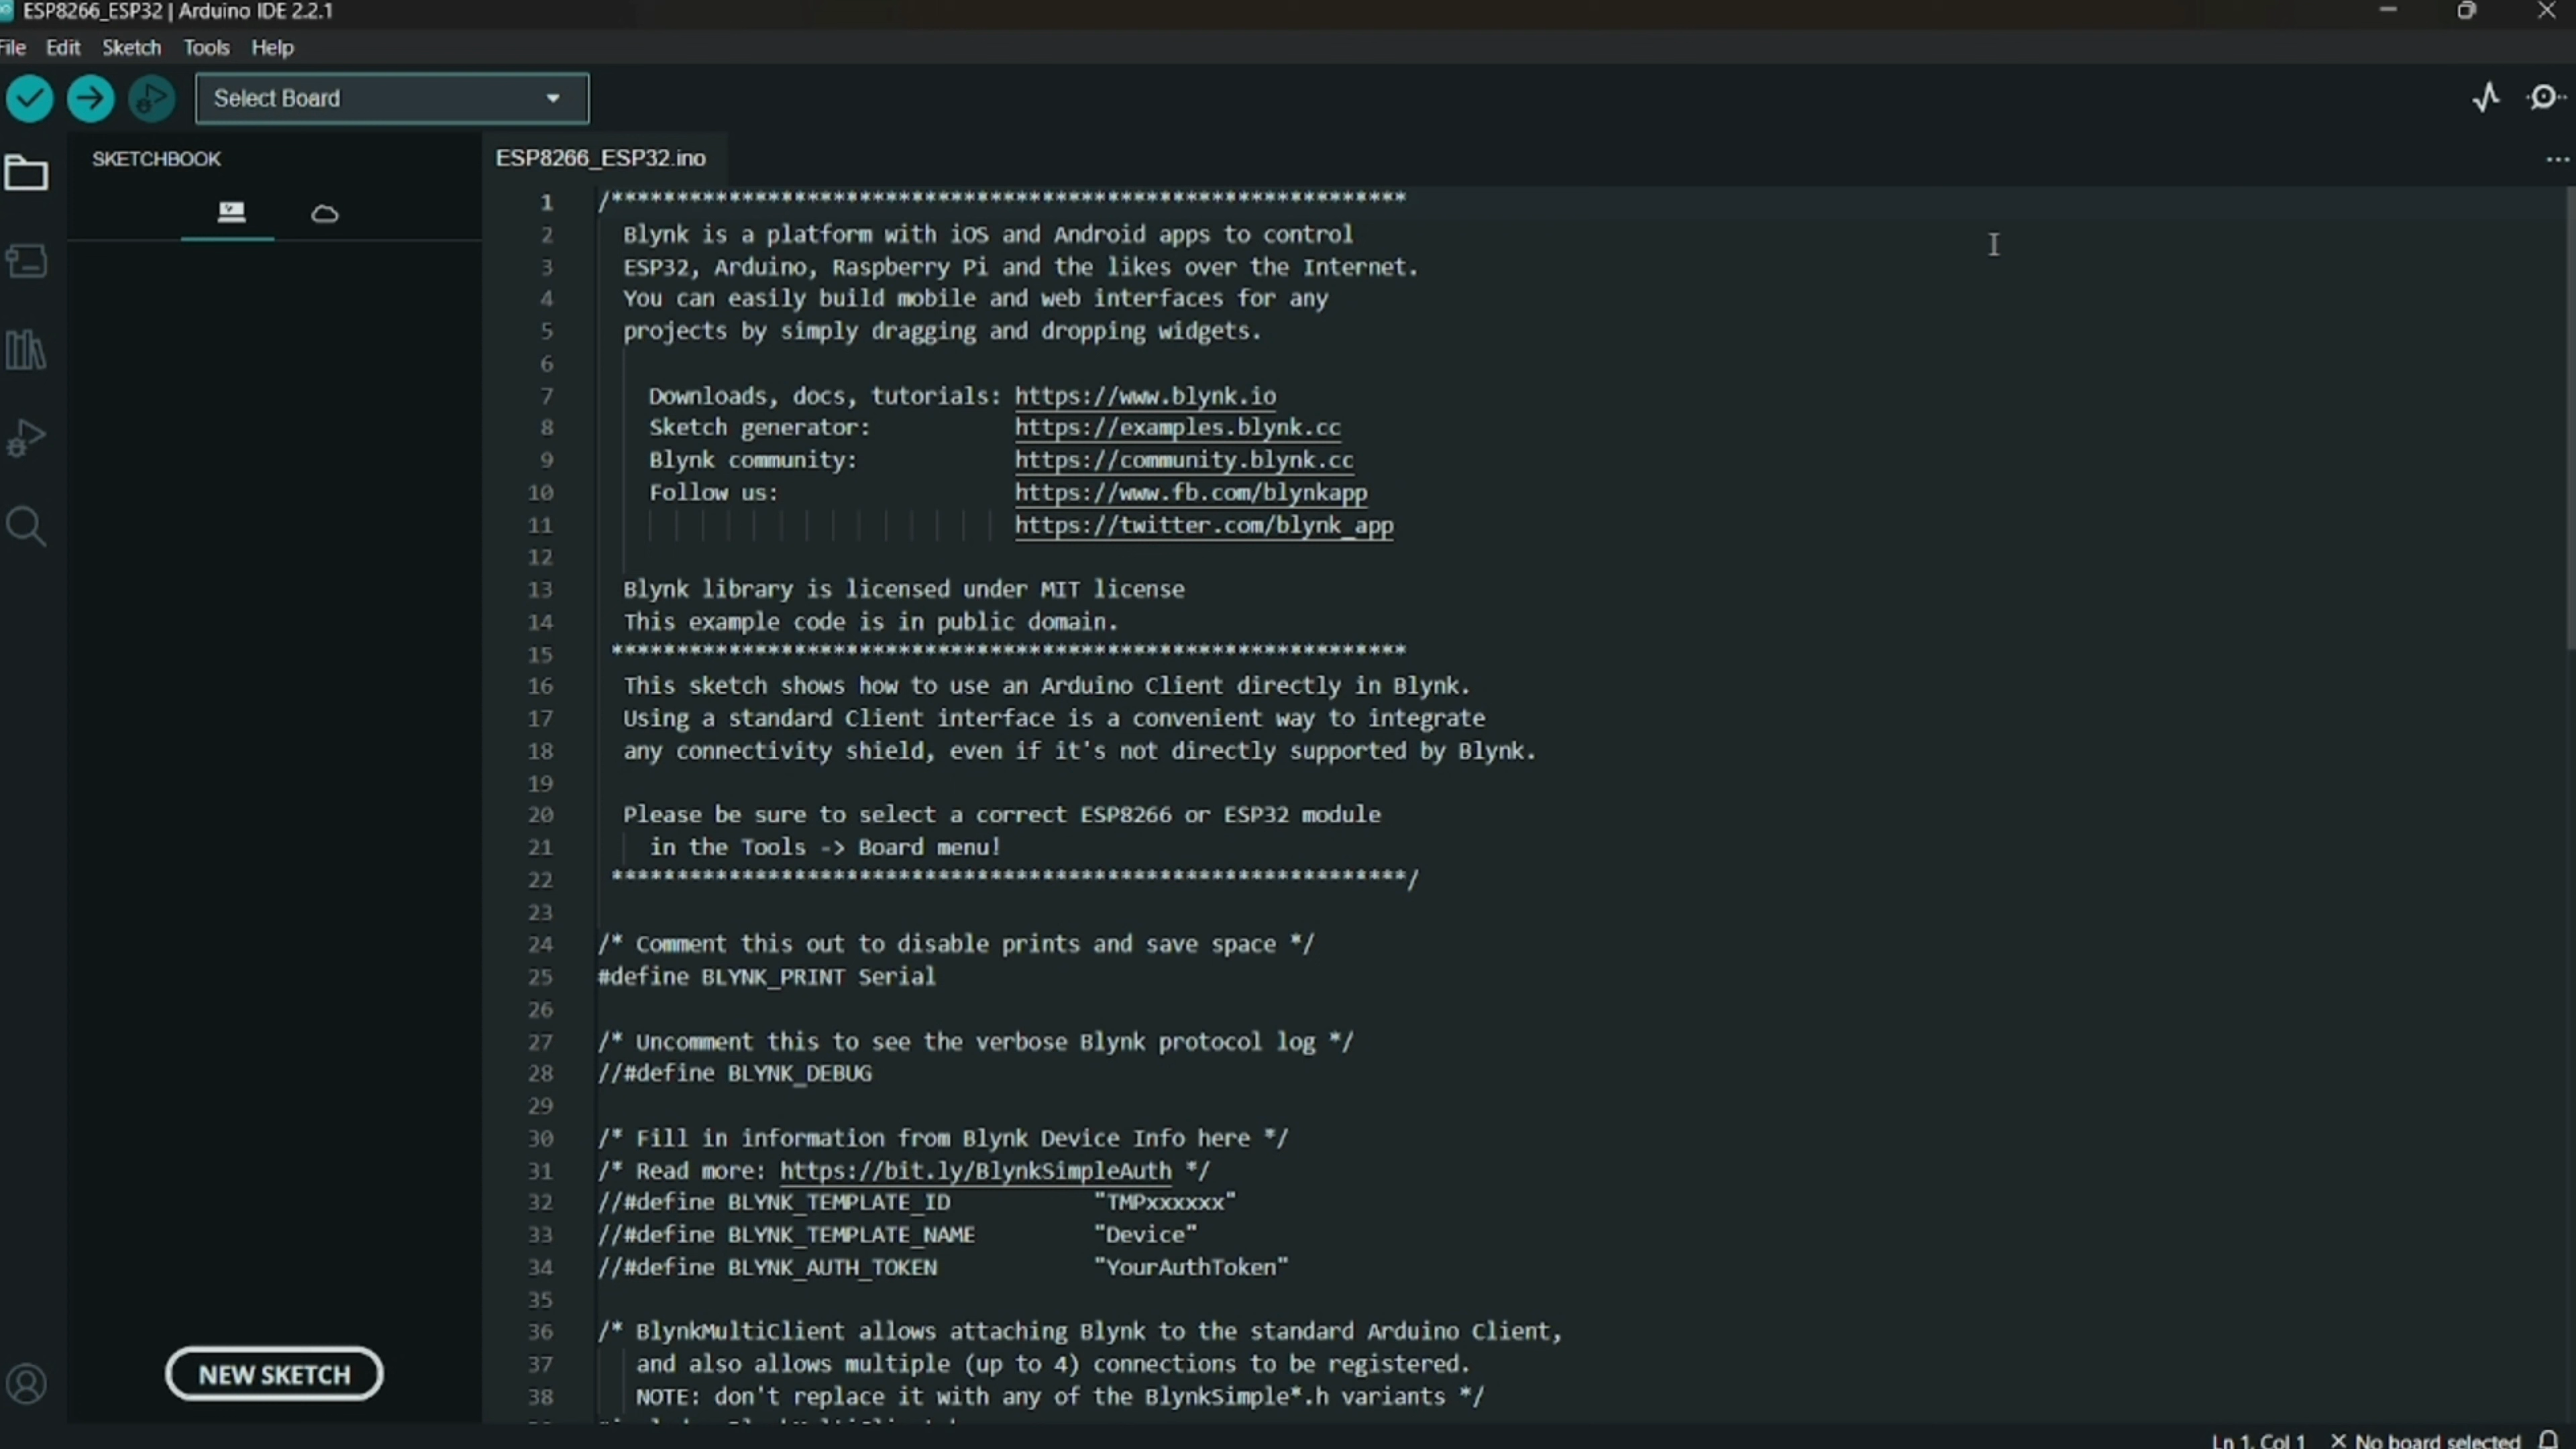 ESP8266_ESP32 | Arduino IDE 2.2.1
File Edit Sketch Tools Help
Select Board
SKETCHBOOK
ESP8266_ESP32.ino
1 /*************************************************************
2 Blynk is a platform with iOS and Android apps to control
3 ESP32, Arduino, Raspberry Pi and the likes over the Internet.
4 You can easily build mobile and web interfaces for any
5 projects by simply dragging and dropping widgets.
6
7 Downloads, docs, tutorials: https://www.blynk.io
8 Sketch generator: https://examples.blynk.cc
9 Blynk community: https://community.blynk.cc
10 Follow us: https://www.fb.com/blynkapp
11 https://twitter.com/blynk_app
12
13 Blynk library is licensed under MIT license
14 This example code is in public domain.
15 *************************************************************
16 This sketch shows how to use an Arduino Client directly in Blynk.
17 Using a standard Client interface is a convenient way to integrate
18 any connectivity shield, even if it's not directly supported by Blynk.
19
20 Please be sure to select a correct ESP8266 or ESP32 module
21 in the Tools -> Board menu!
22 *************************************************************/
23
24 /* Comment this out to disable prints and save space */
25 #define BLYNK_PRINT Serial
26
27 /* Uncomment this to see the verbose Blynk protocol log */
28 //#define BLYNK_DEBUG
29
30 /* Fill in information from Blynk Device Info here */
31 /* Read more: https://bit.ly/BlynkSimpleAuth */
32 //#define BLYNK_TEMPLATE_ID "TMPxxxxxx"
33 //#define BLYNK_TEMPLATE_NAME "Device"
34 //#define BLYNK_AUTH_TOKEN "YourAuthToken"
35
36 /* BlynkMultiClient allows attaching Blynk to the standard Arduino Client,
37 and also allows multiple (up to 4) connections to be registered.
38 NOTE: don't replace it with any of the BlynkSimple*.h variants */
NEW SKETCH
Ln 1, Col 1 No board selected